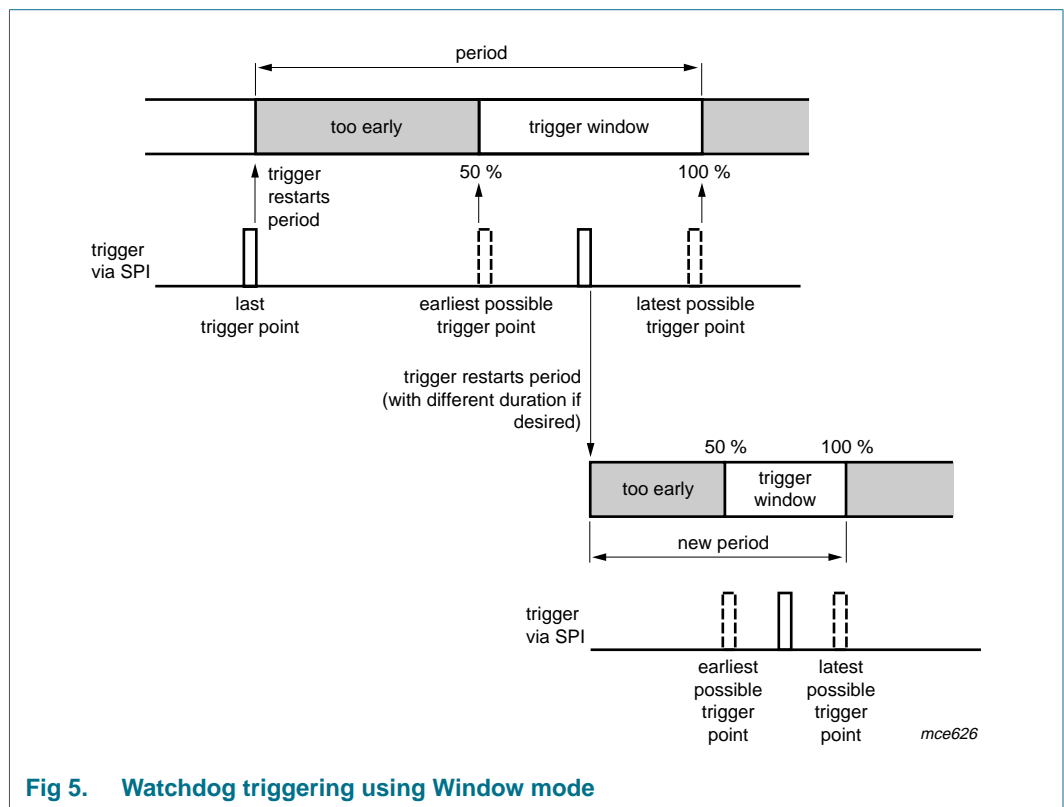 period
too early
trigger window
trigger
restarts
period
50 %
100 %
trigger
via SPI
last
trigger point
earliest possible
trigger point
latest possible
trigger point
trigger restarts period
(with different duration if
desired)
50 %
100 %
too early
trigger
window
new period
trigger
via SPI
earliest
possible
trigger
point
latest
possible
trigger
point
mce626
Fig 5. Watchdog triggering using Window mode